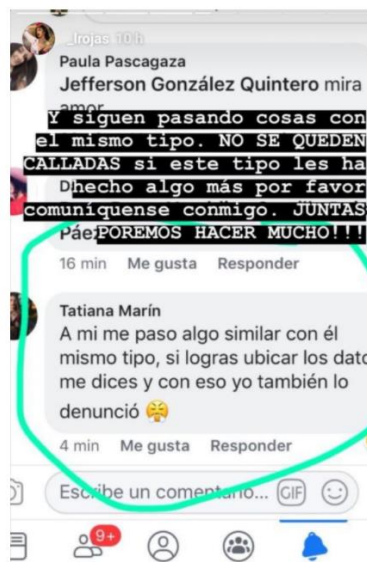 _lrojas 10 h
Paula Pascagaza
Jefferson González Quintero mira
amor
Y siguen pasando cosas con
el mismo tipo. NO SE QUEDEN
CALLADAS si este tipo les ha
hecho algo más por favor
comuníquense conmigo. JUNTAS
POREMOS HACER MUCHO!!!
16 min Me gusta Responder
Tatiana Marín
A mi me paso algo similar con él
mismo tipo, si logras ubicar los dato
me dices y con eso yo también lo
denunció 😤
4 min Me gusta Responder
Escribe un comentario... GIF
9+